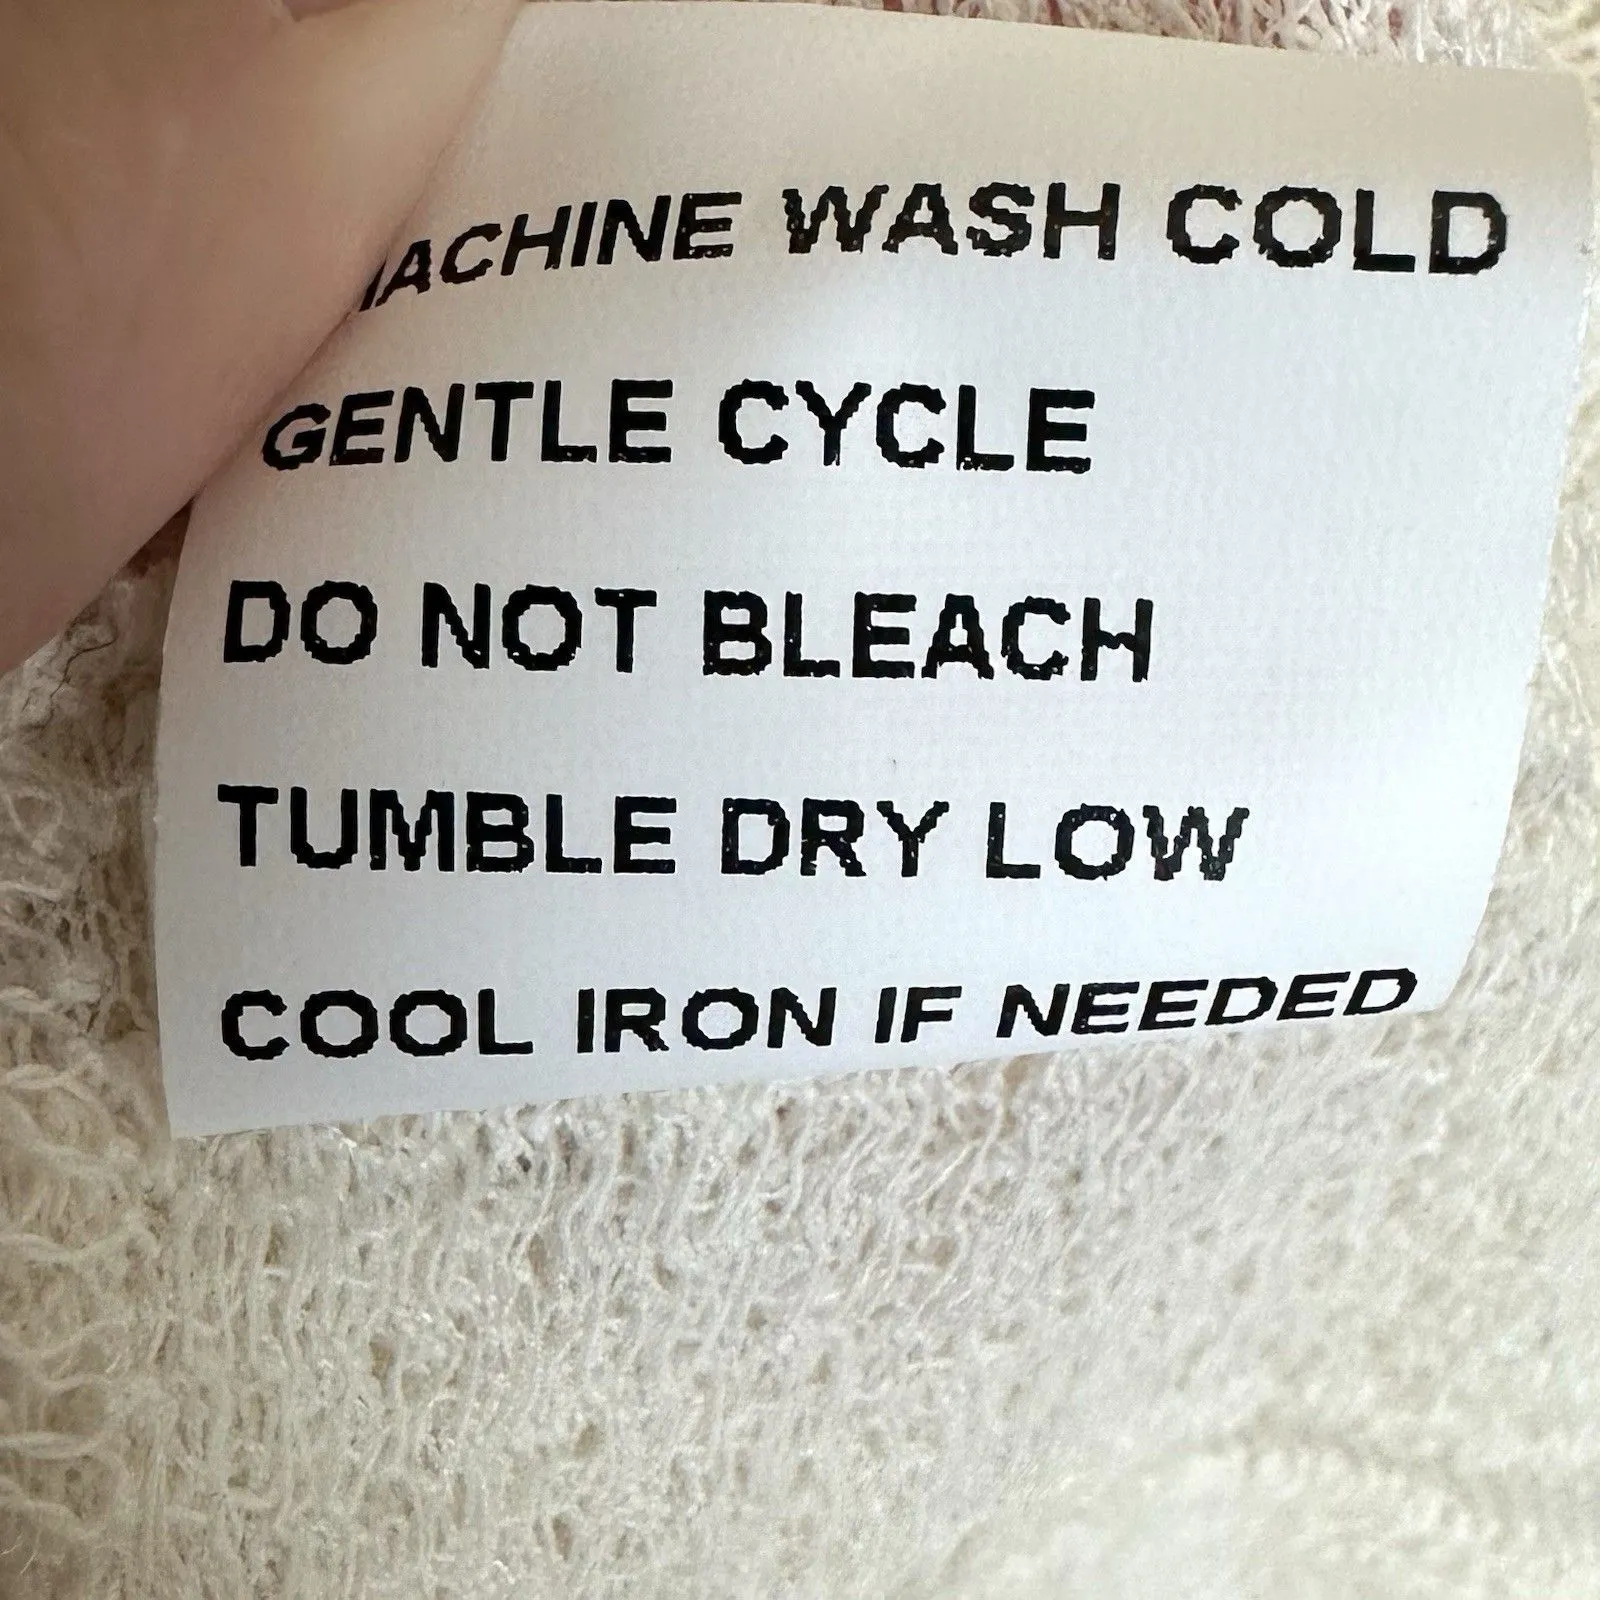 MACHINE WASH COLD
GENTLE CYCLE
DO NOT BLEACH
TUMBLE DRY LOW
COOL IRON IF NEEDED